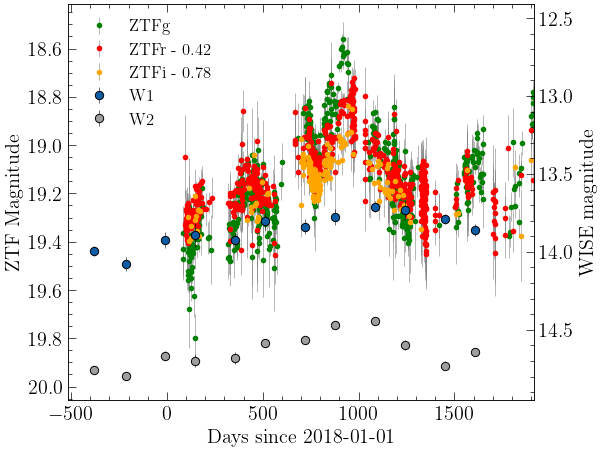 ZTFg
ZTFr - 0.42
ZTFi - 0.78
W1
W2
ZTF Magnitude
18.6
18.8
19.0
19.2
19.4
19.6
19.8
20.0
12.5
13.0
13.5
14.0
14.5
WISE magnitude
−500
0
500
1000
1500
Days since 2018-01-01